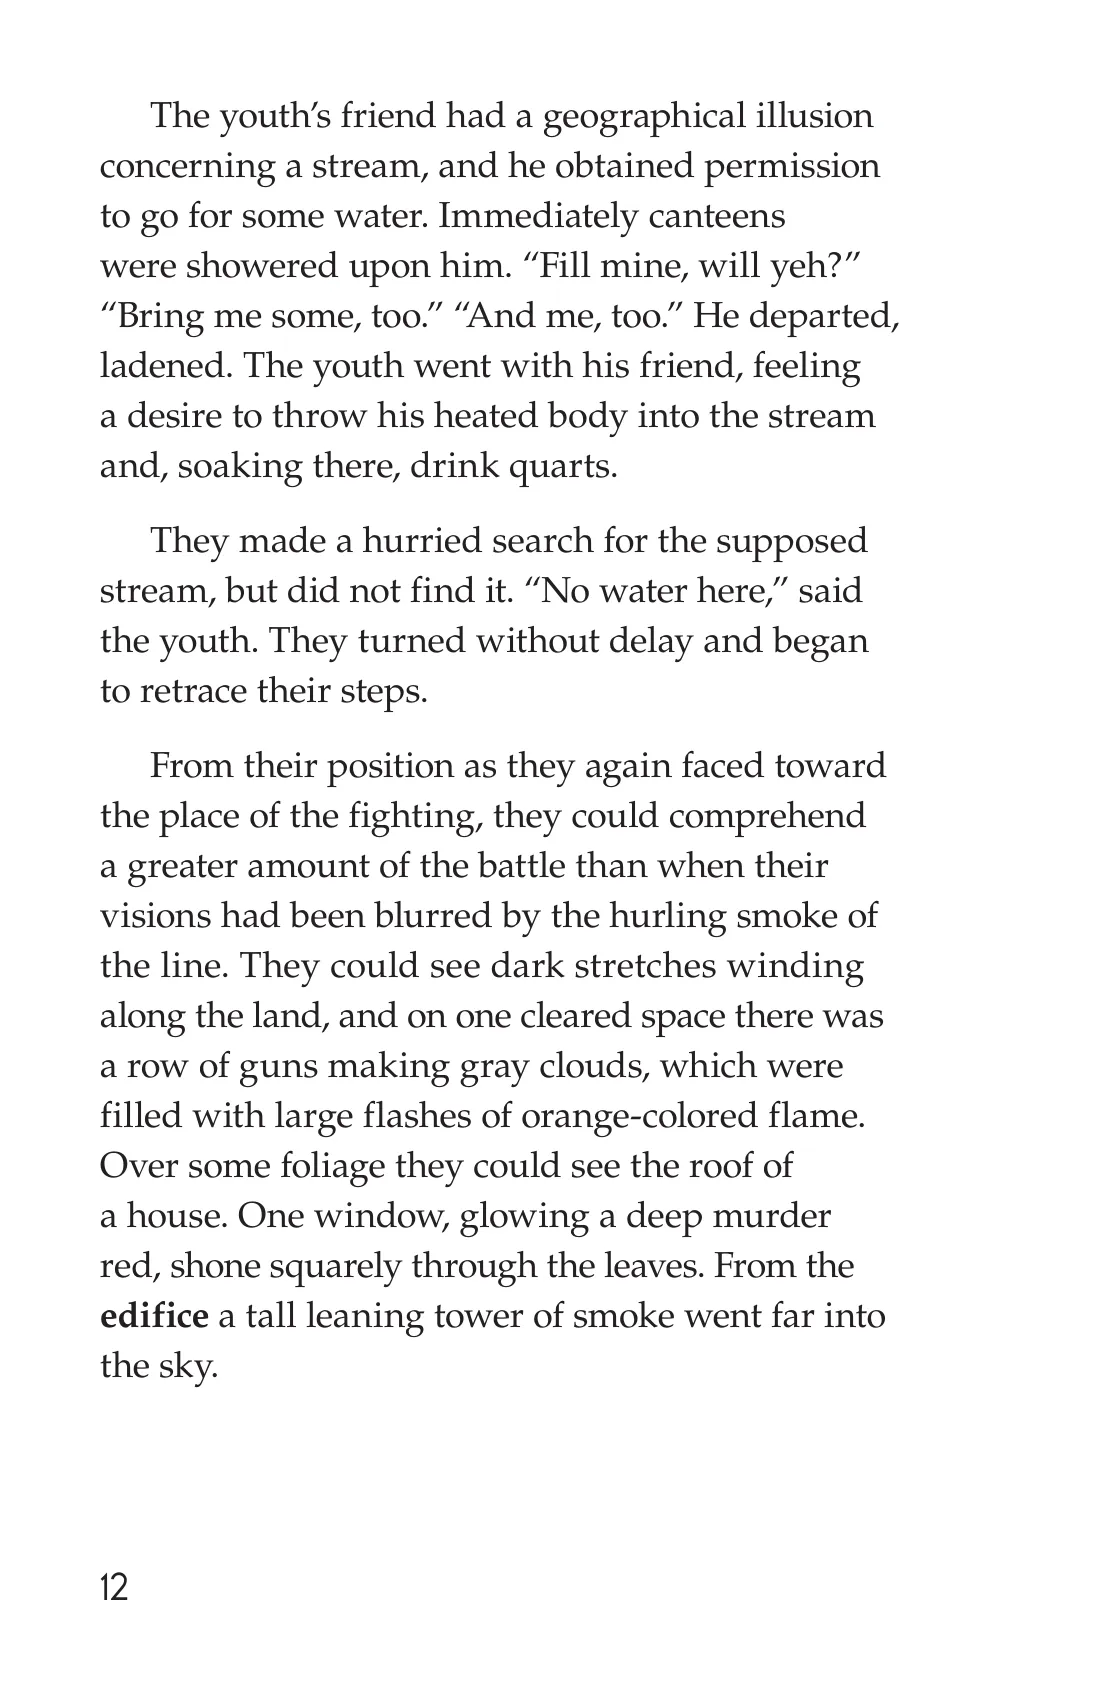 The youth’s friend had a geographical illusion
concerning a stream, and he obtained permission
to go for some water. Immediately canteens
were showered upon him. “Fill mine, will yeh?”
“Bring me some, too.” “And me, too.” He departed,
ladened. The youth went with his friend, feeling
a desire to throw his heated body into the stream
and, soaking there, drink quarts.
They made a hurried search for the supposed
stream, but did not find it. “No water here,” said
the youth. They turned without delay and began
to retrace their steps.
From their position as they again faced toward
the place of the fighting, they could comprehend
a greater amount of the battle than when their
visions had been blurred by the hurling smoke of
the line. They could see dark stretches winding
along the land, and on one cleared space there was
a row of guns making gray clouds, which were
filled with large flashes of orange-colored flame.
Over some foliage they could see the roof of
a house. One window, glowing a deep murder
red, shone squarely through the leaves. From the
edifice a tall leaning tower of smoke went far into
the sky.
12